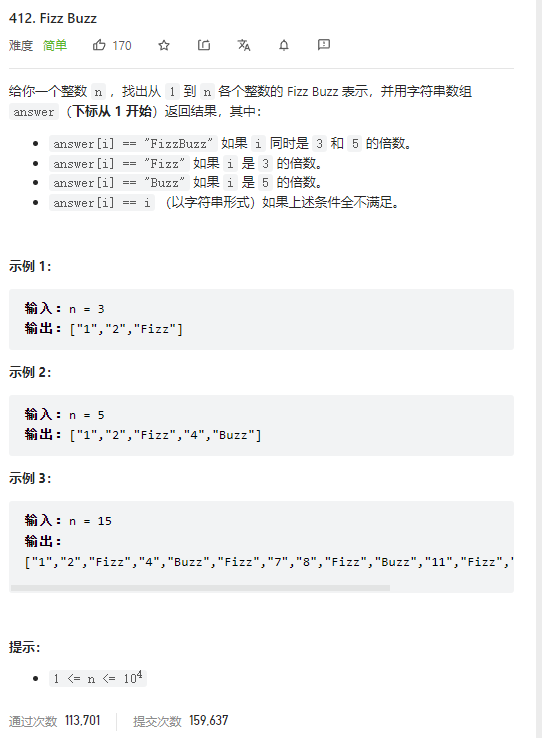 412. Fizz Buzz
难度 简单 170
给你一个整数 n ，找出从 1 到 n 各个整数的 Fizz Buzz 表示，并用字符串数组
answer （下标从 1 开始）返回结果，其中：
answer[i] == "FizzBuzz" 如果 i 同时是 3 和 5 的倍数。
answer[i] == "Fizz" 如果 i 是 3 的倍数。
answer[i] == "Buzz" 如果 i 是 5 的倍数。
answer[i] == i （以字符串形式）如果上述条件全不满足。
示例 1：
输入：n = 3
输出：["1","2","Fizz"]
示例 2：
输入：n = 5
输出：["1","2","Fizz","4","Buzz"]
示例 3：
输入：n = 15
输出：
["1","2","Fizz","4","Buzz","Fizz","7","8","Fizz","Buzz","11","Fizz","
提示：
1 <= n <= 10⁴
通过次数 113,701 提交次数 159,637